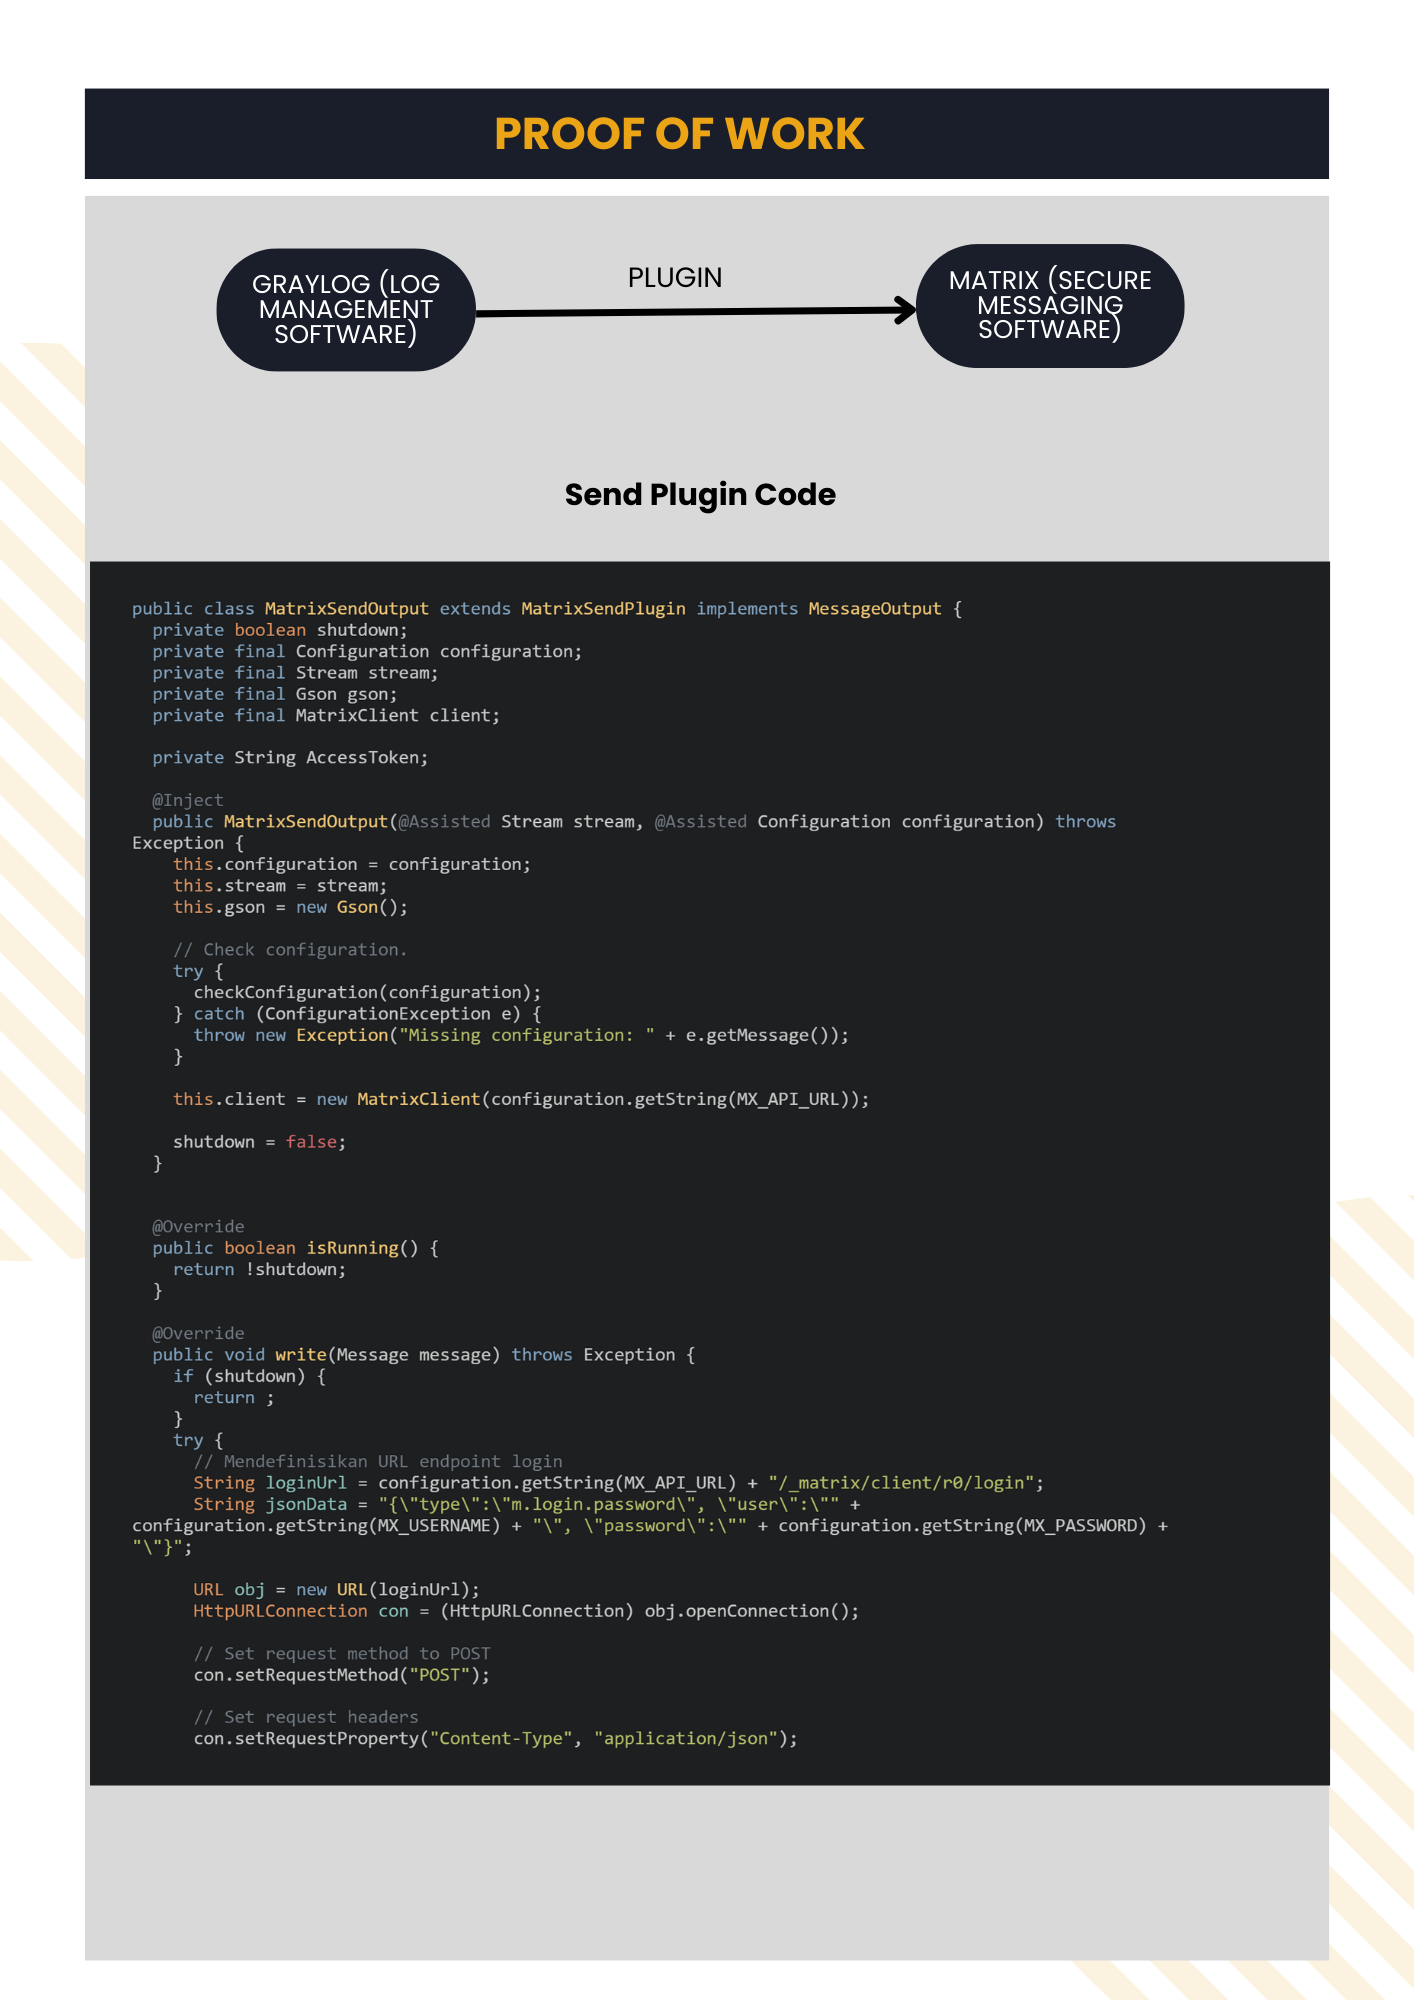 PROOF OF WORK
GRAYLOG (LOG
MANAGEMENT
SOFTWARE)
PLUGIN
MATRIX (SECURE
MESSAGING
SOFTWARE)
Send Plugin Code
public class MatrixSendOutput extends MatrixSendPlugin implements MessageOutput {
  private boolean shutdown;
  private final Configuration configuration;
  private final Stream stream;
  private final Gson gson;
  private final MatrixClient client;

  private String AccessToken;

  @Inject
  public MatrixSendOutput(@Assisted Stream stream, @Assisted Configuration configuration) throws
Exception {
    this.configuration = configuration;
    this.stream = stream;
    this.gson = new Gson();

    // Check configuration.
    try {
      checkConfiguration(configuration);
    } catch (ConfigurationException e) {
      throw new Exception("Missing configuration: " + e.getMessage());
    }

    this.client = new MatrixClient(configuration.getString(MX_API_URL));

    shutdown = false;
  }

  @Override
  public boolean isRunning() {
    return !shutdown;
  }

  @Override
  public void write(Message message) throws Exception {
    if (shutdown) {
      return ;
    }
    try {
      // Mendefinisikan URL endpoint login
      String loginUrl = configuration.getString(MX_API_URL) + "/_matrix/client/r0/login";
      String jsonData = "{\"type\":\"m.login.password\", \"user\":\"" +
configuration.getString(MX_USERNAME) + "\", \"password\":\"" + configuration.getString(MX_PASSWORD) +
"\"}";

      URL obj = new URL(loginUrl);
      HttpURLConnection con = (HttpURLConnection) obj.openConnection();

      // Set request method to POST
      con.setRequestMethod("POST");

      // Set request headers
      con.setRequestProperty("Content-Type", "application/json");